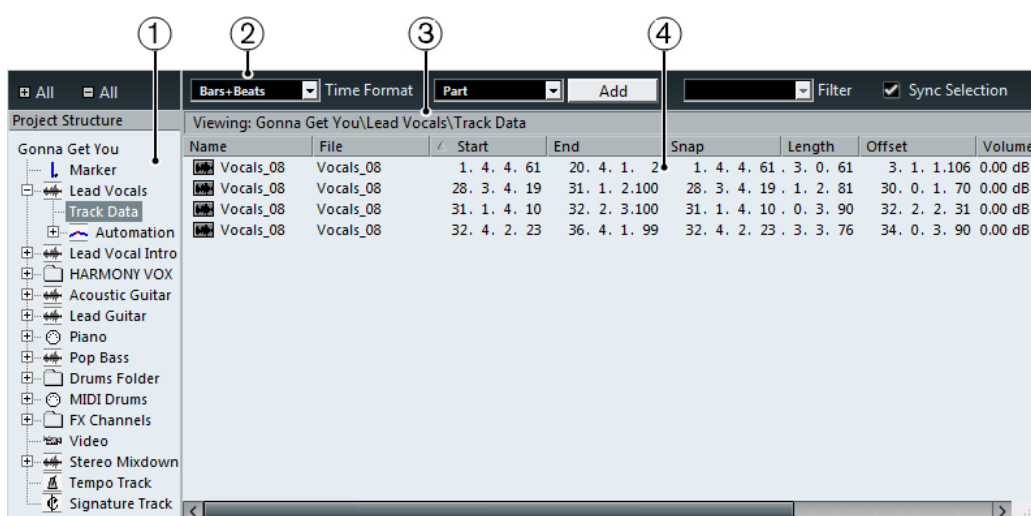 1 2 3 4
All All Bars+Beats Time Format Part Add Filter Sync Selection
Project Structure Viewing: Gonna Get You\Lead Vocals\Track Data
Gonna Get You Name File Start End Snap Length Offset Volume
Marker Vocals_08 Vocals_08 1. 4. 4. 61 20. 4. 1. 2 1. 4. 4. 61 . 3. 0. 61 3. 1. 1.106 0.00 dB
Lead Vocals Vocals_08 Vocals_08 28. 3. 4. 19 31. 1. 2.100 28. 3. 4. 19 . 1. 2. 81 30. 0. 1. 70 0.00 dB
Track Data Vocals_08 Vocals_08 31. 1. 4. 10 32. 2. 3.100 31. 1. 4. 10 . 0. 3. 90 32. 2. 2. 31 0.00 dB
Automation Vocals_08 Vocals_08 32. 4. 2. 23 36. 4. 1. 99 32. 4. 2. 23 . 3. 3. 76 34. 0. 3. 90 0.00 dB
Lead Vocal Intro
HARMONY VOX
Acoustic Guitar
Lead Guitar
Piano
Pop Bass
Drums Folder
MIDI Drums
FX Channels
Video
Stereo Mixdown
Tempo Track
Signature Track